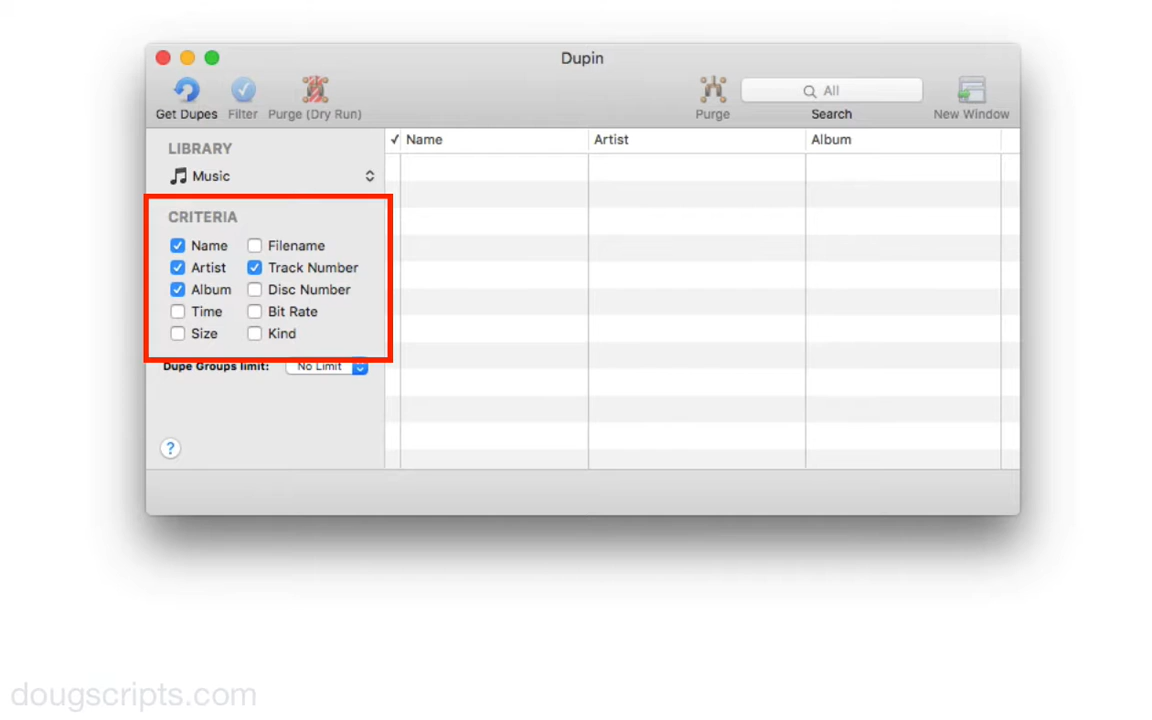 Dupin
Get Dupes Filter Purge (Dry Run) Purge All Search New Window
LIBRARY
Music
CRITERIA
Name Filename
Artist Track Number
Album Disc Number
Time Bit Rate
Size Kind
Dupe Groups limit: No Limit
?
✓ Name Artist Album
dougscripts.com